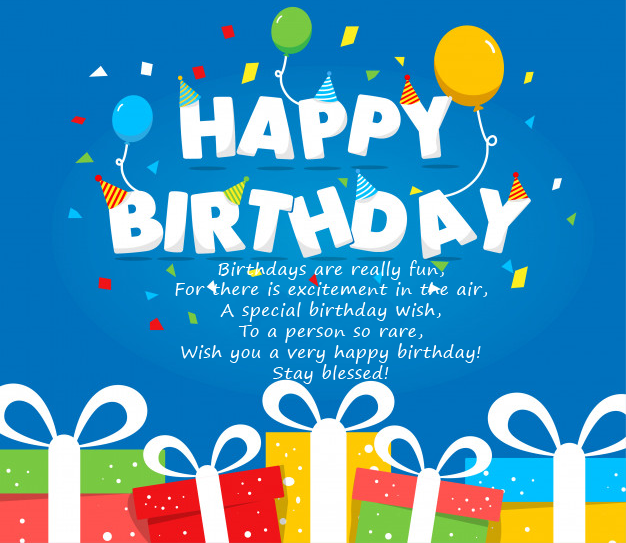 HAPPY
BIRTHDAY
Birthdays are really fun,
For there is excitement in the air,
A special birthday wish,
To a person so rare,
Wish you a very happy birthday!
Stay blessed!